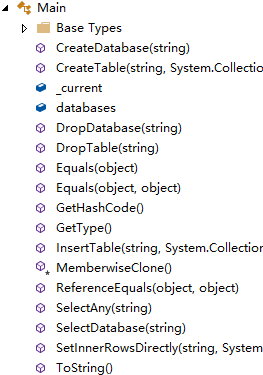 Main
Base Types
CreateDatabase(string)
CreateTable(string, System.Collection
_current
databases
DropDatabase(string)
DropTable(string)
Equals(object)
Equals(object, object)
GetHashCode()
GetType()
InsertTable(string, System.Collection
MemberwiseClone()
ReferenceEquals(object, object)
SelectAny(string)
SelectDatabase(string)
SetInnerRowsDirectly(string, System
ToString()